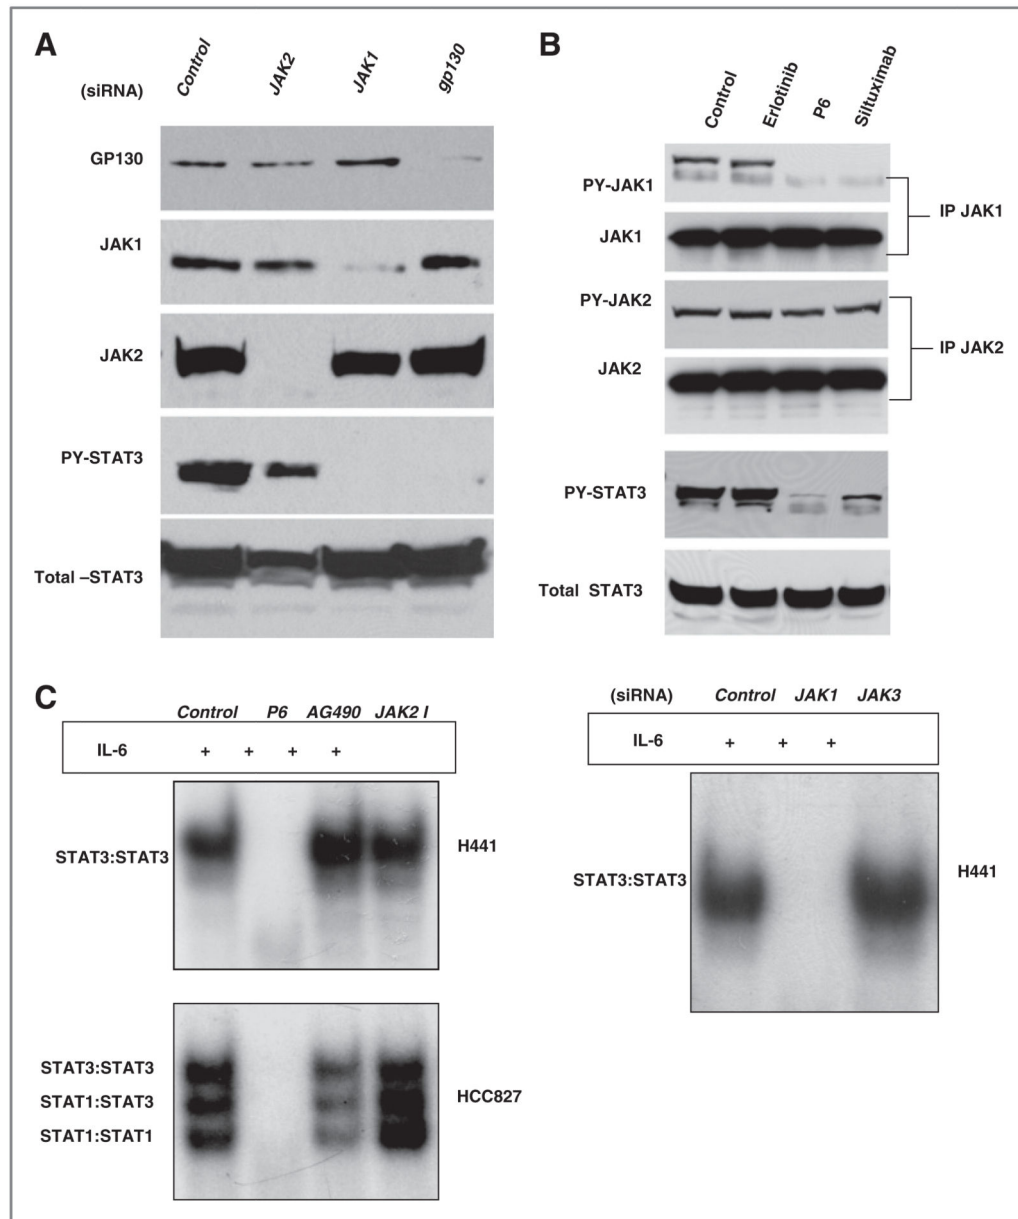 A
(siRNA) Control JAK2 JAK1 gp130
GP130
JAK1
JAK2
PY-STAT3
Total –STAT3
B
Control Erlotinib P6 Siltuximab
PY-JAK1
IP JAK1
JAK1
PY-JAK2
IP JAK2
JAK2
PY-STAT3
Total STAT3
C
Control P6 AG490 JAK2 I
IL-6 + + + +
STAT3:STAT3
H441
STAT3:STAT3
STAT1:STAT3
STAT1:STAT1
HCC827
(siRNA) Control JAK1 JAK3
IL-6 + + +
STAT3:STAT3
H441